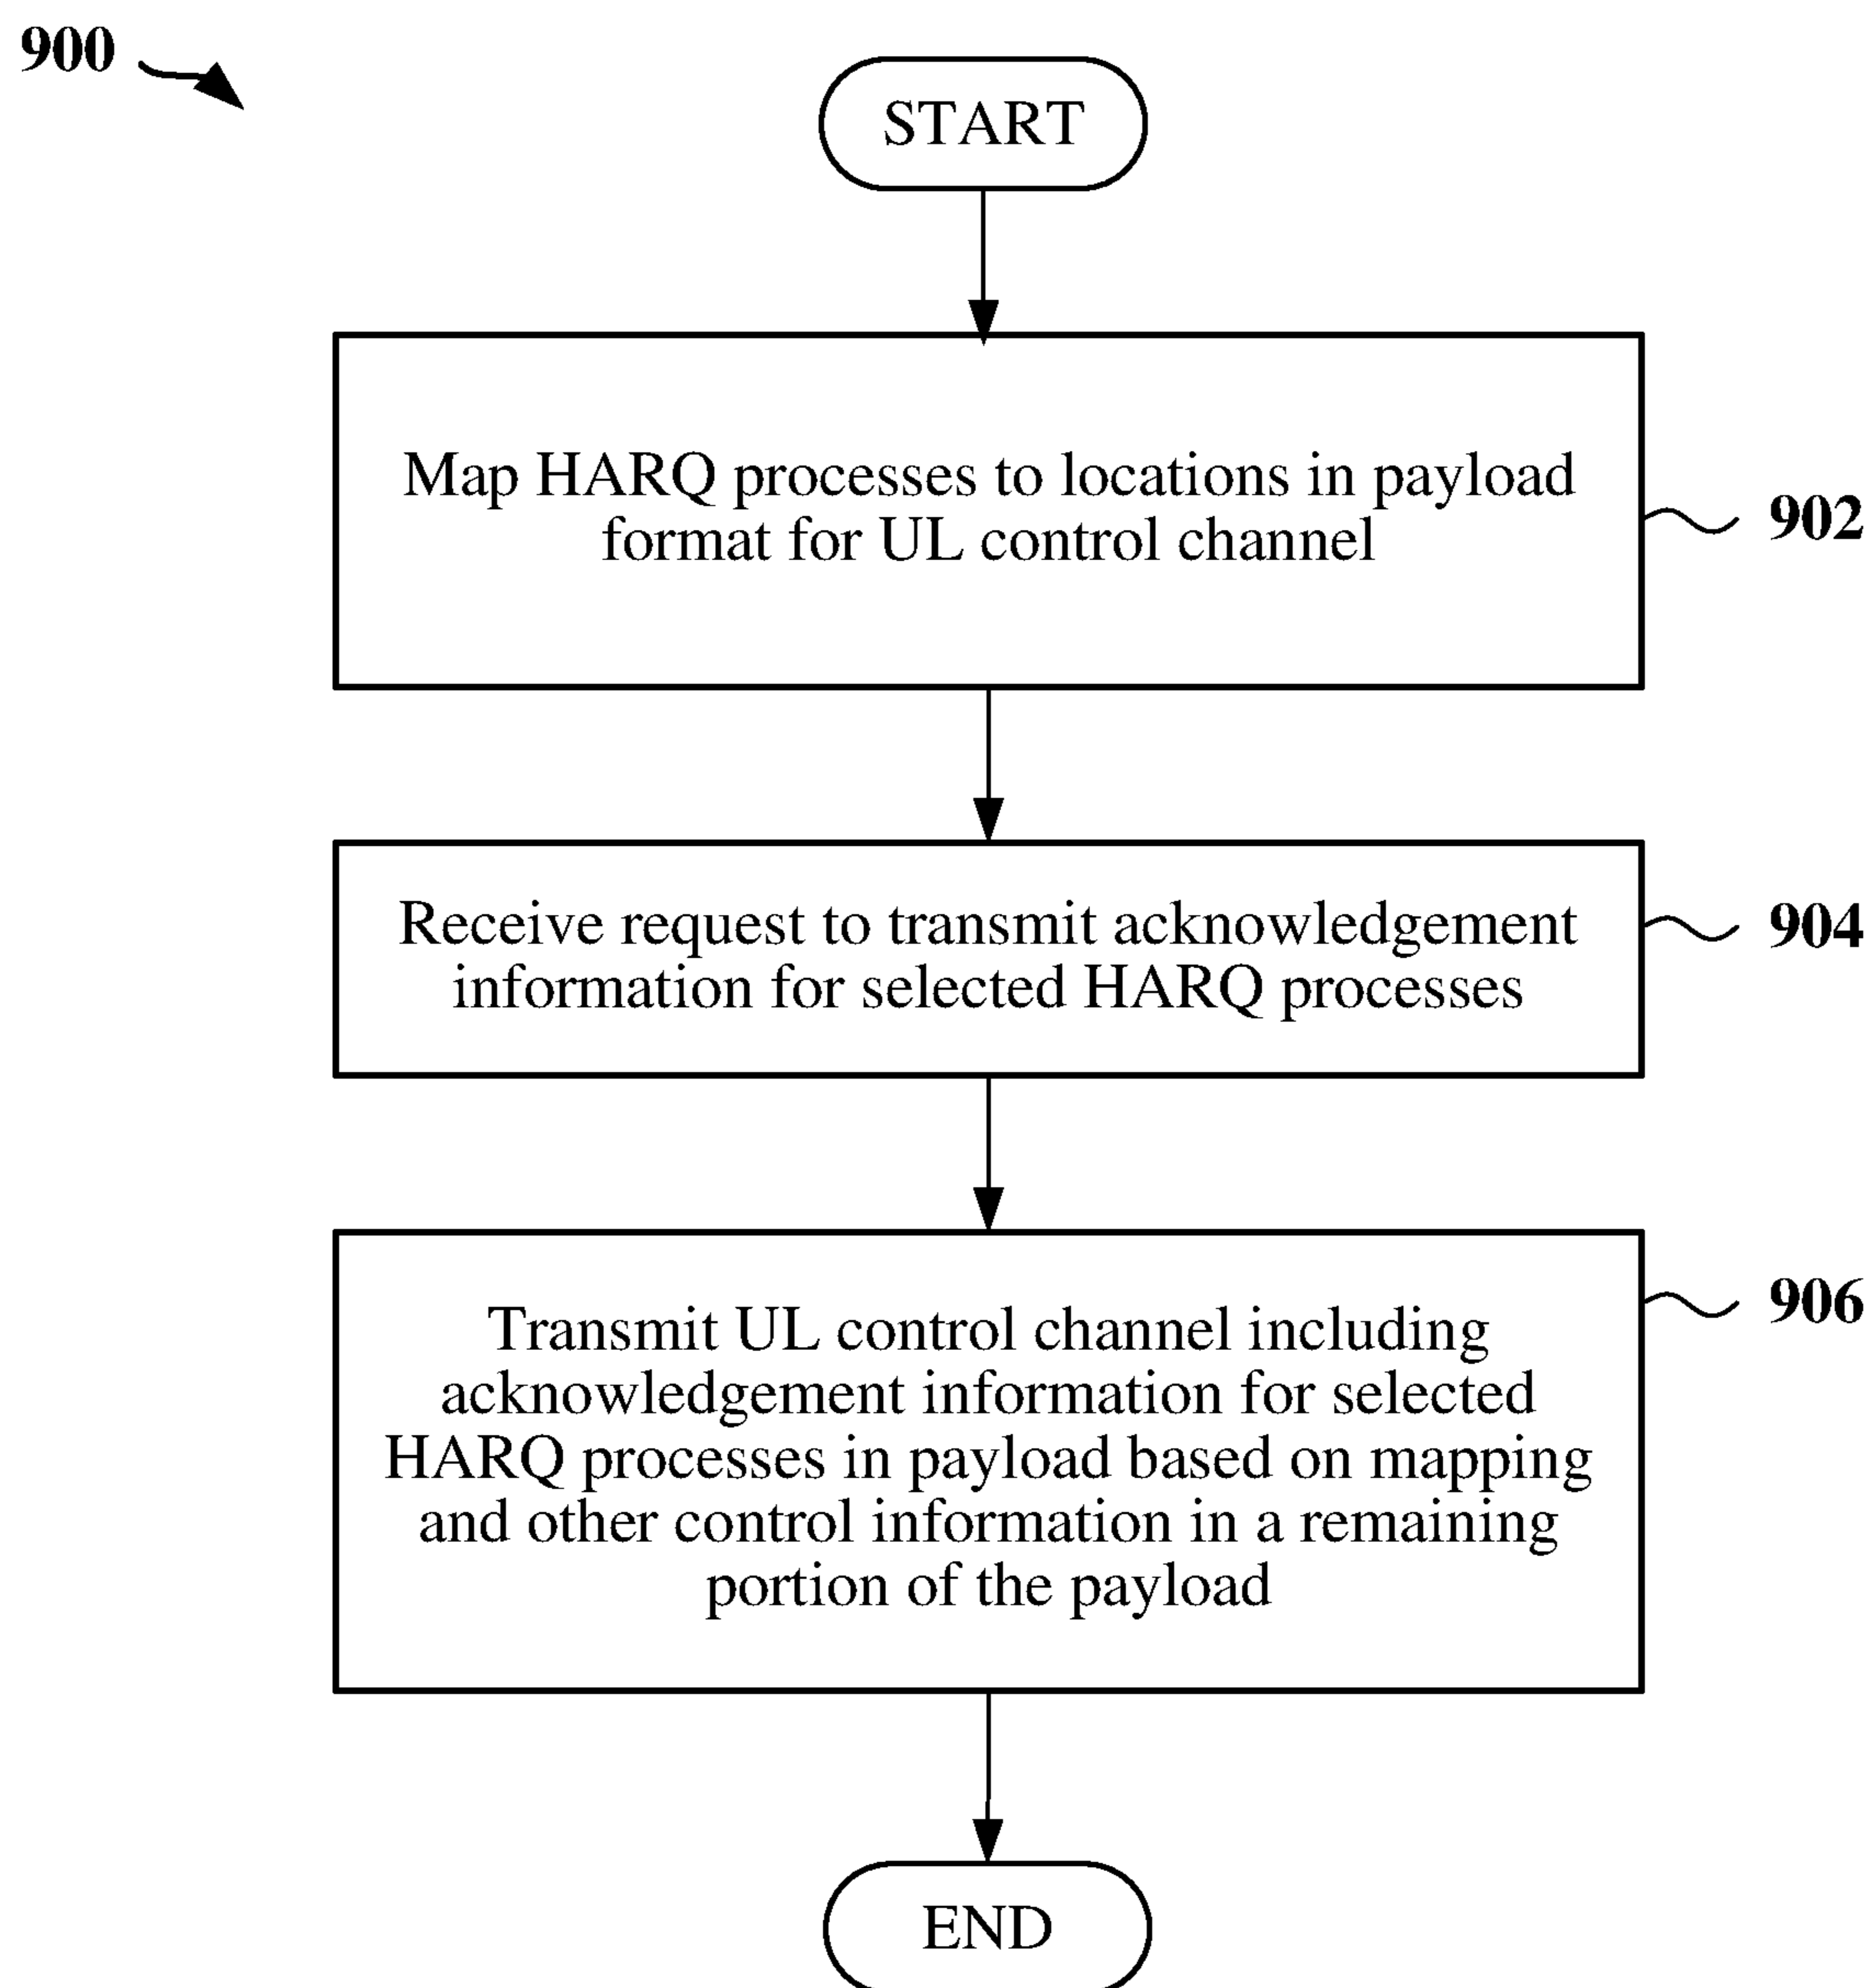 900
START
Map HARQ processes to locations in payload
format for UL control channel
902
Receive request to transmit acknowledgement
information for selected HARQ processes
904
Transmit UL control channel including
acknowledgement information for selected
HARQ processes in payload based on mapping
and other control information in a remaining
portion of the payload
906
END